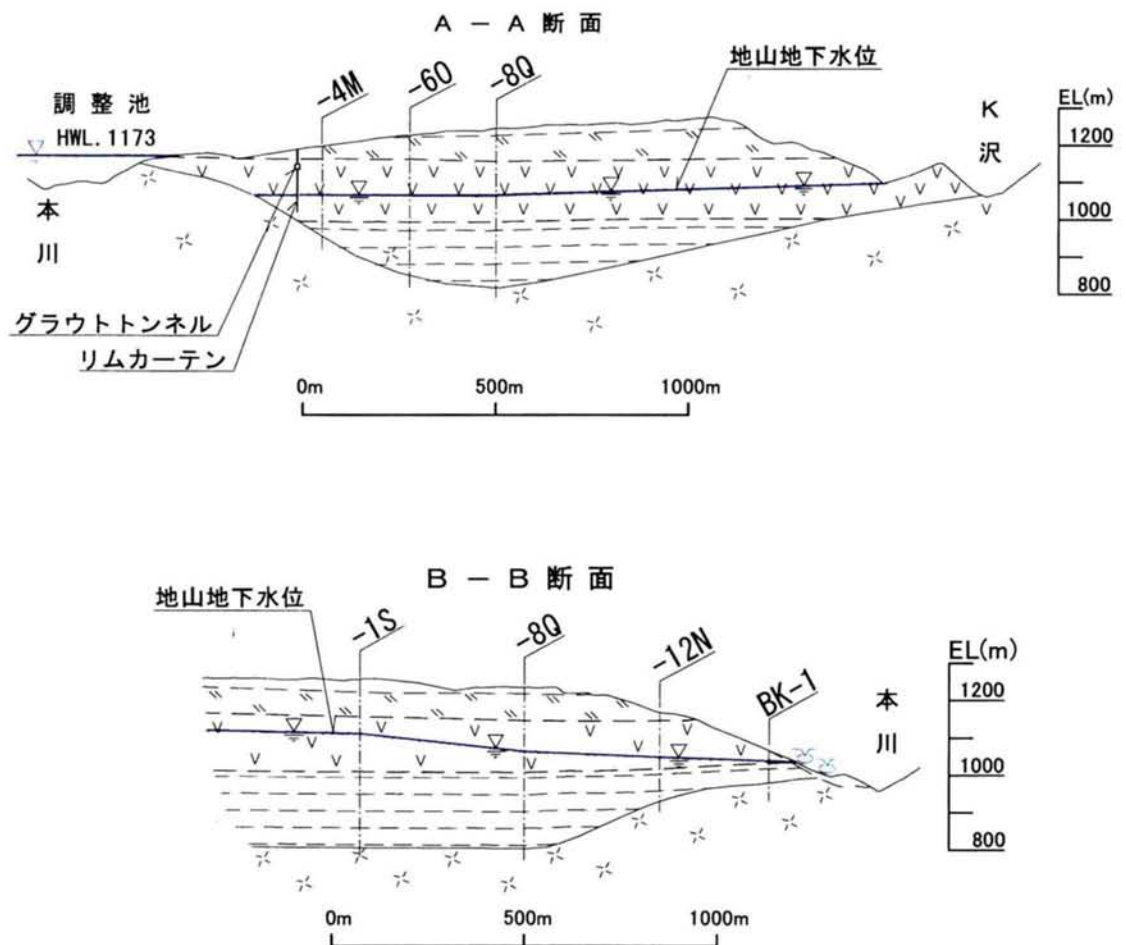 A － A 断 面
地山地下水位
-4M
-6O
-8Q
調 整 池
HWL. 1173
K
沢
EL(m)
1200
1000
800
本
川
グラウトトンネル
リムカーテン
0m 500m 1000m
B － B 断 面
地山地下水位
-1S
-8Q
-12N
BK-1
EL(m)
1200
1000
800
本
川
0m 500m 1000m